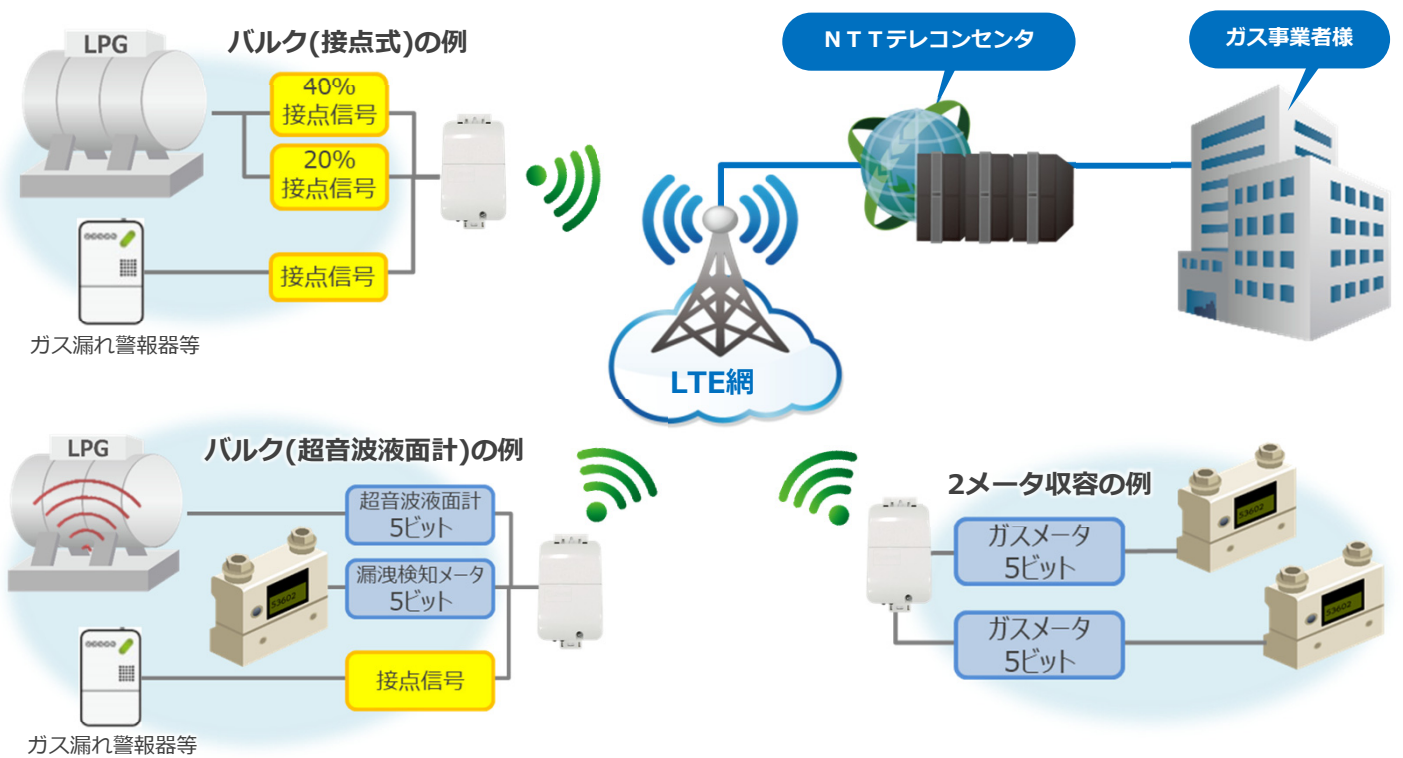 LPG
バルク(接点式)の例
40%
接点信号
20%
接点信号
接点信号
ガス漏れ警報器等
NTTテレコンセンタ
ガス事業者様
LTE網
LPG
バルク(超音波液面計)の例
超音波液面計
5ビット
漏洩検知メータ
5ビット
53602
接点信号
ガス漏れ警報器等
2メータ収容の例
ガスメータ
5ビット
53602
ガスメータ
5ビット
53602